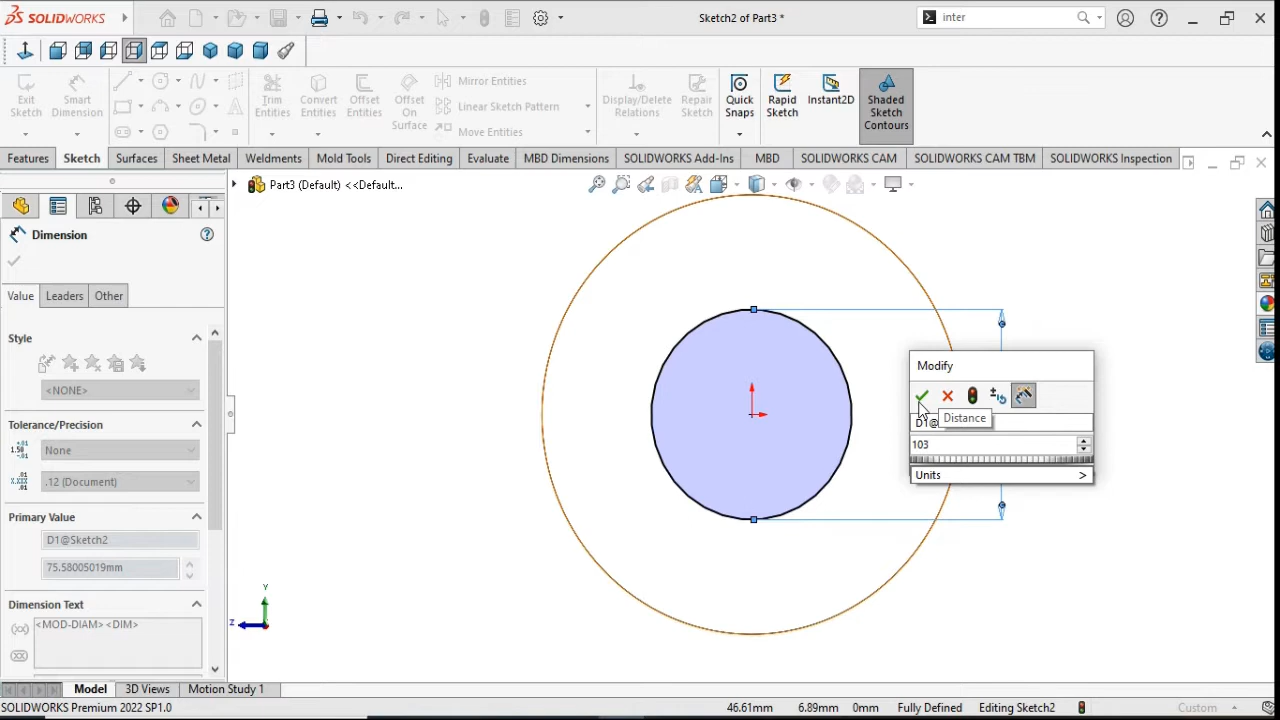 SOLIDWORKS
Sketch2 of Part3 *
inter
Exit Sketch
Smart Dimension
Trim Entities
Convert Entities
Offset Entities
Offset On Surface
Mirror Entities
Linear Sketch Pattern
Move Entities
Display/Delete Relations
Repair Sketch
Quick Snaps
Rapid Sketch
Instant2D
Shaded Sketch Contours
Features
Sketch
Surfaces
Sheet Metal
Weldments
Mold Tools
Direct Editing
Evaluate
MBD Dimensions
SOLIDWORKS Add-Ins
MBD
SOLIDWORKS CAM
SOLIDWORKS CAM TBM
SOLIDWORKS Inspection
Part3 (Default) <<Default...
Dimension
Value
Leaders
Other
Style
<NONE>
Tolerance/Precision
None
.12 (Document)
Primary Value
D1@Sketch2
75.58005019mm
Dimension Text
<MOD-DIAM> <DIM>
Modify
Distance
D1@
103
Units >
Y
Z
Model
3D Views
Motion Study 1
SOLIDWORKS Premium 2022 SP1.0
46.61mm
6.89mm
0mm
Fully Defined
Editing Sketch2
Custom